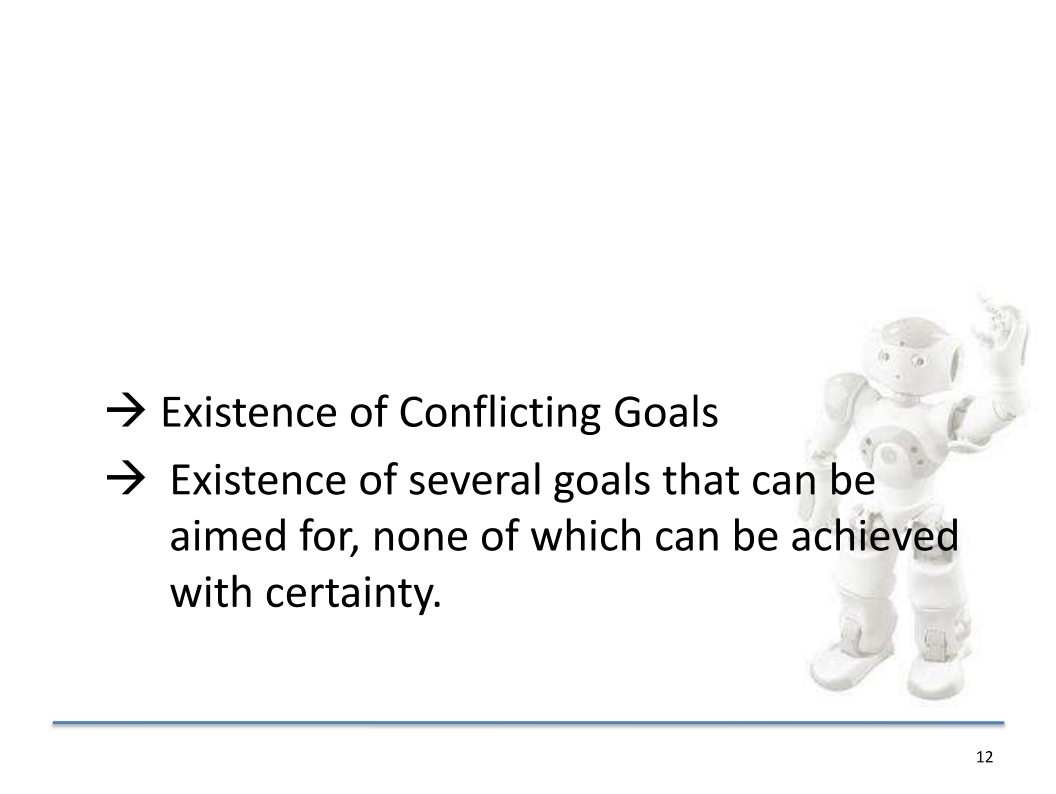 → Existence of Conflicting Goals
→ Existence of several goals that can be
aimed for, none of which can be achieved
with certainty.
12